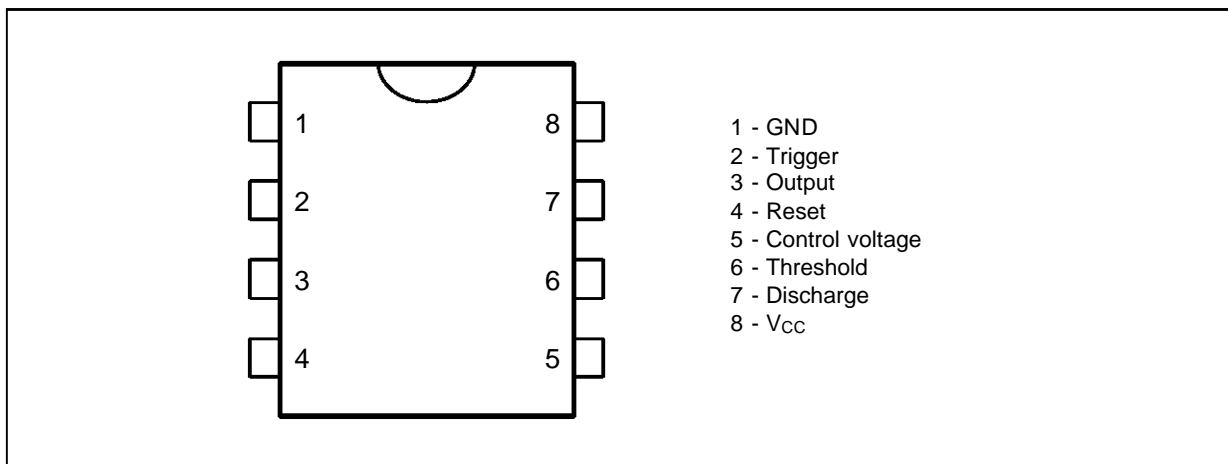 1
8
2
7
3
6
4
5
1 - GND
2 - Trigger
3 - Output
4 - Reset
5 - Control voltage
6 - Threshold
7 - Discharge
8 - VCC